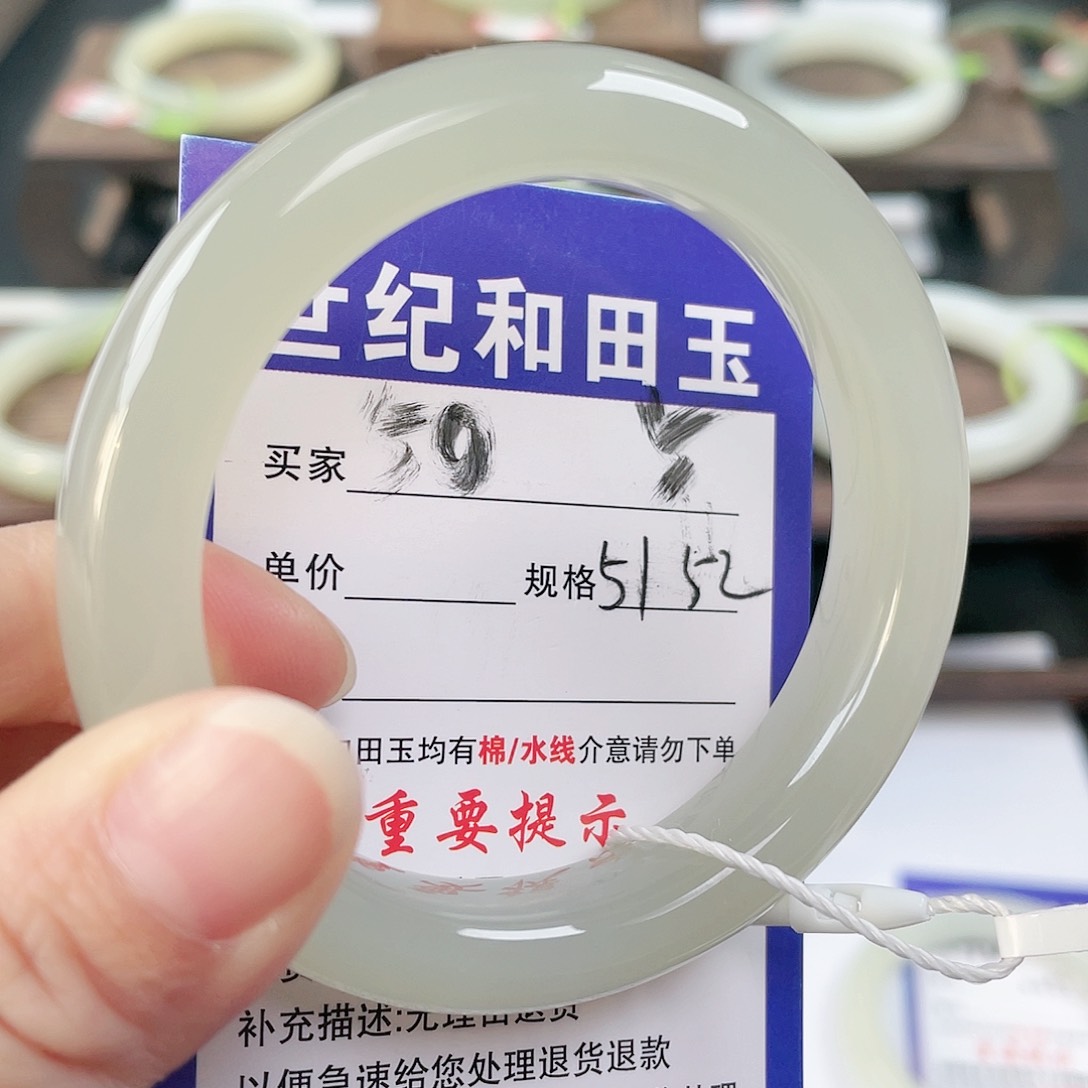 世纪和田玉
买家
单价 规格51 52
田玉均有棉/水线介意请勿下单
重要提示
补充描述:无理由退货
以便急速给您处理退货退款